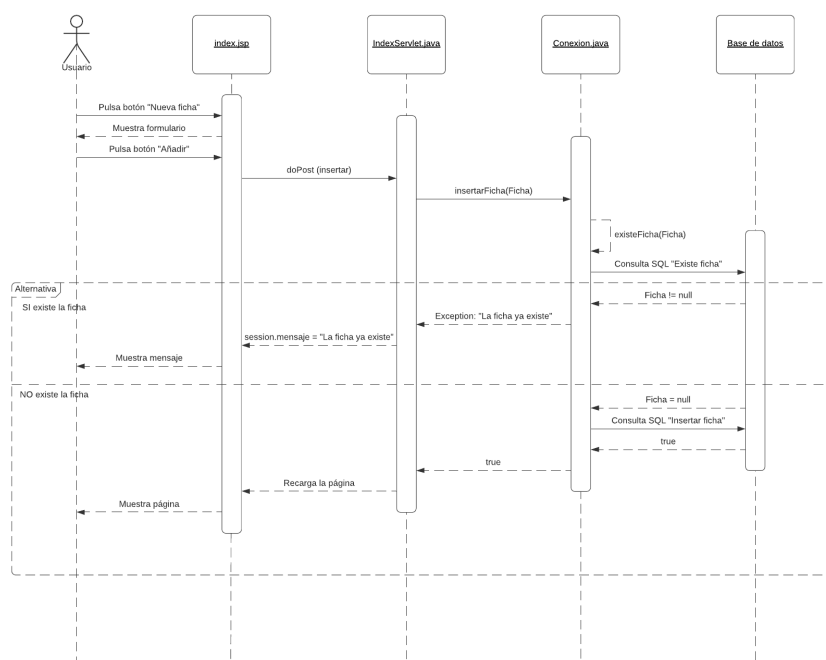 Usuario
index.jsp
IndexServlet.java
Conexion.java
Base de datos
Pulsa botón "Nueva ficha"
Muestra formulario
Pulsa botón "Añadir"
doPost (insertar)
insertarFicha(Ficha)
existeFicha(Ficha)
Consulta SQL "Existe ficha"
Alternativa
SI existe la ficha
Ficha != null
Exception: "La ficha ya existe"
session.mensaje = "La ficha ya existe"
Muestra mensaje
NO existe la ficha
Ficha = null
Consulta SQL "Insertar ficha"
true
true
Recarga la página
Muestra página